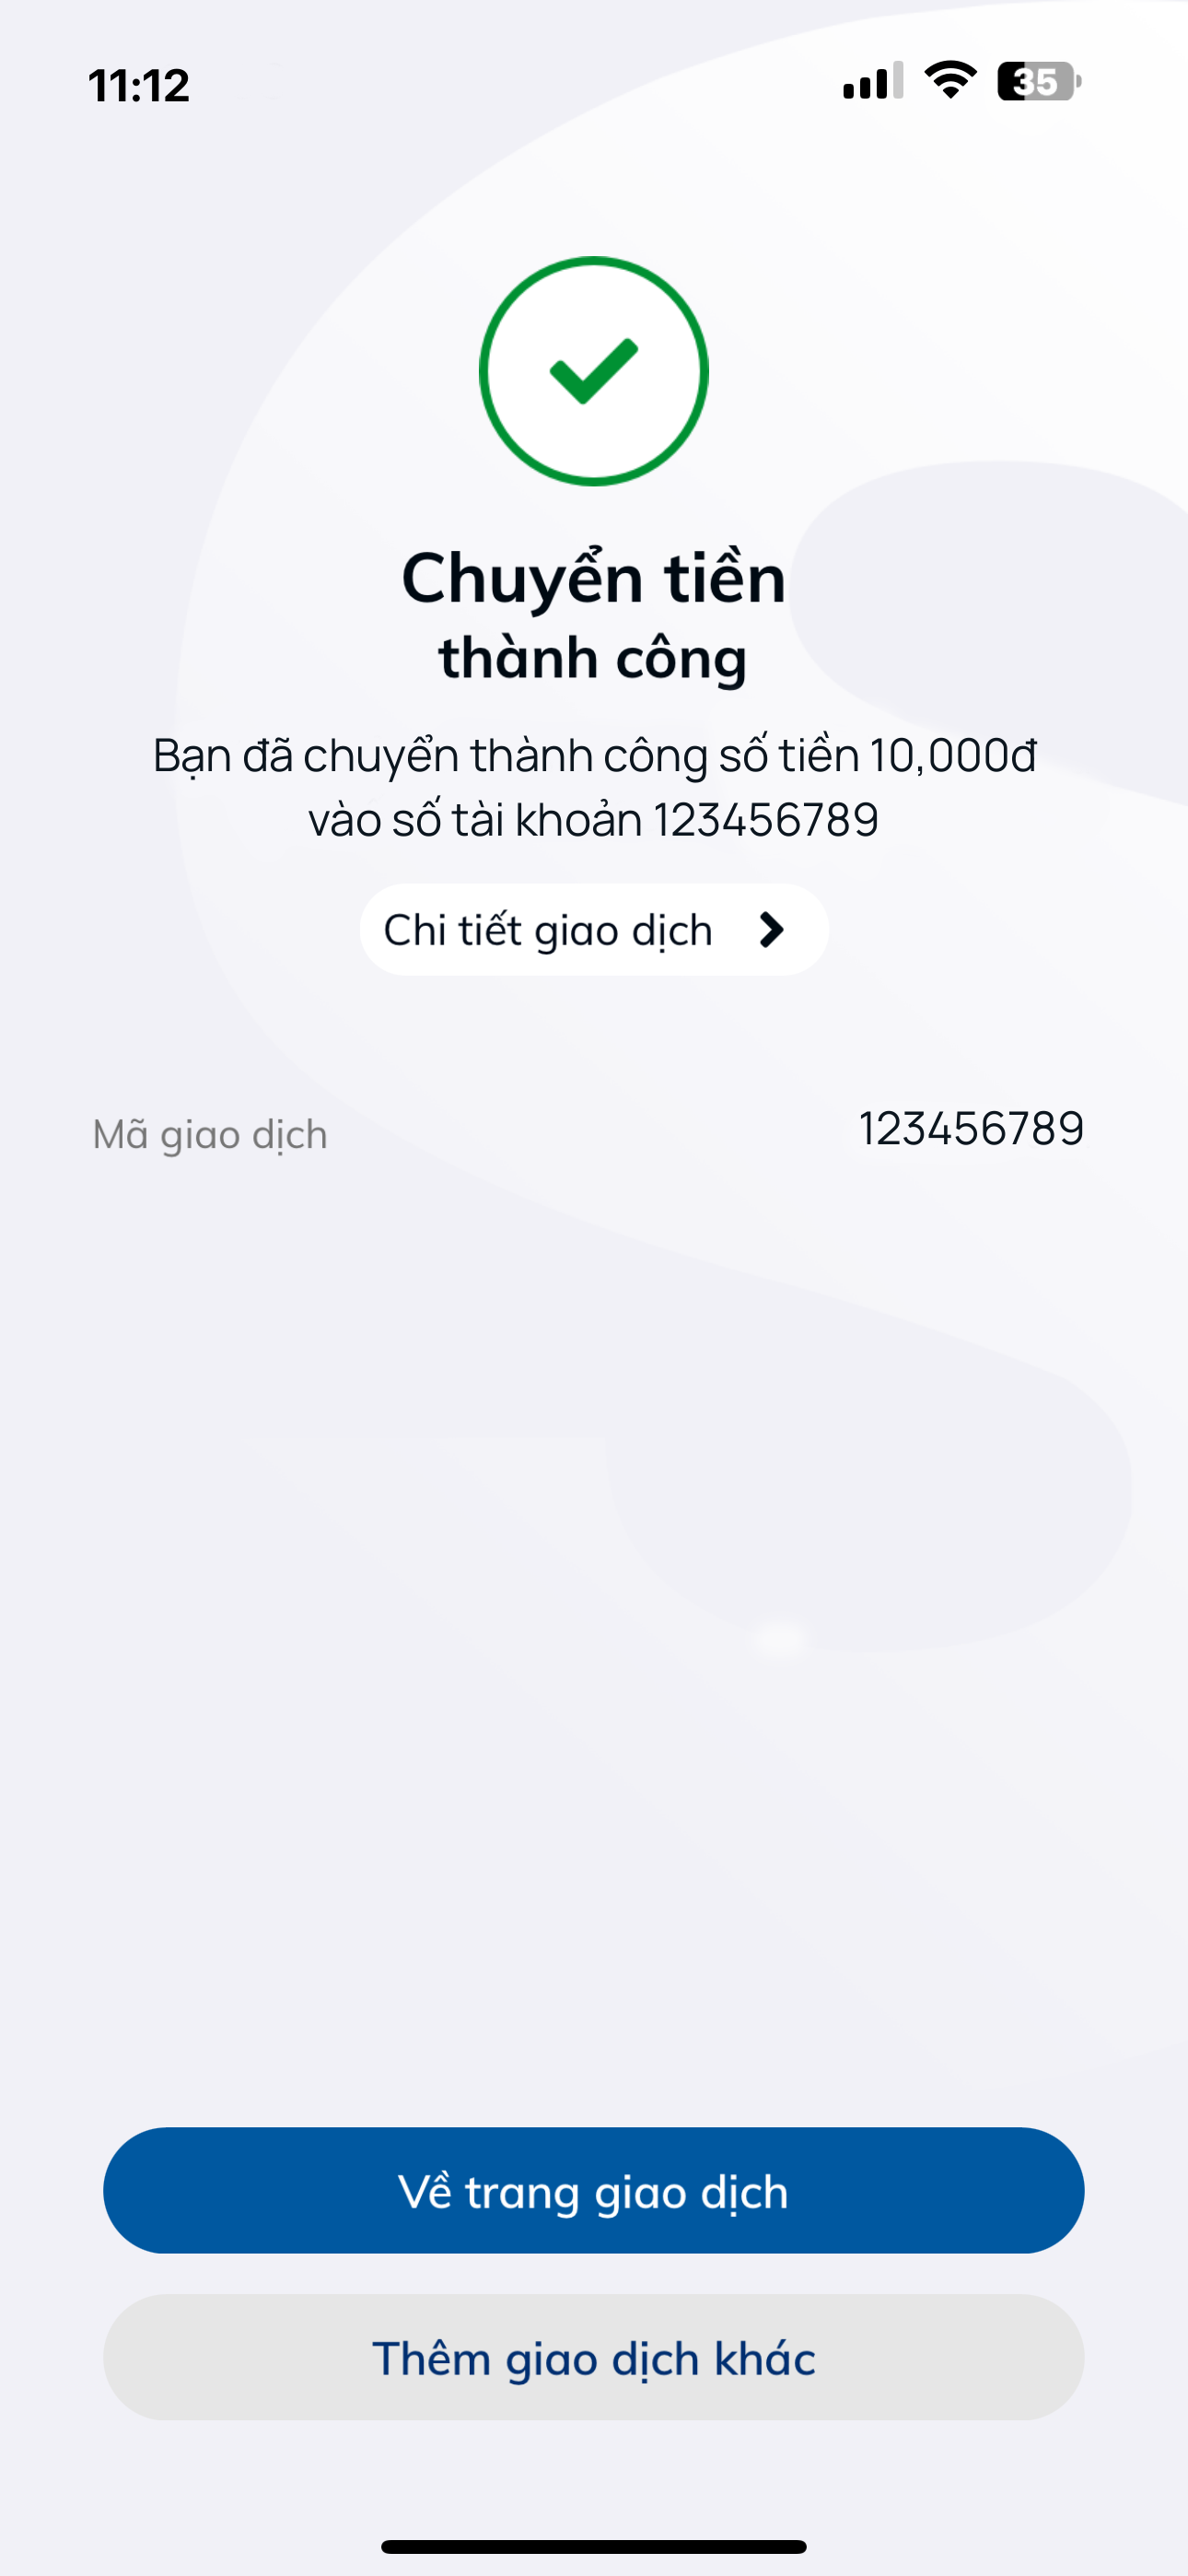 11:12
35
Chuyển tiền
thành công
Bạn đã chuyển thành công số tiền 10,000đ
vào số tài khoản 123456789
Chi tiết giao dịch
Mã giao dịch 123456789
Về trang giao dịch
Thêm giao dịch khác